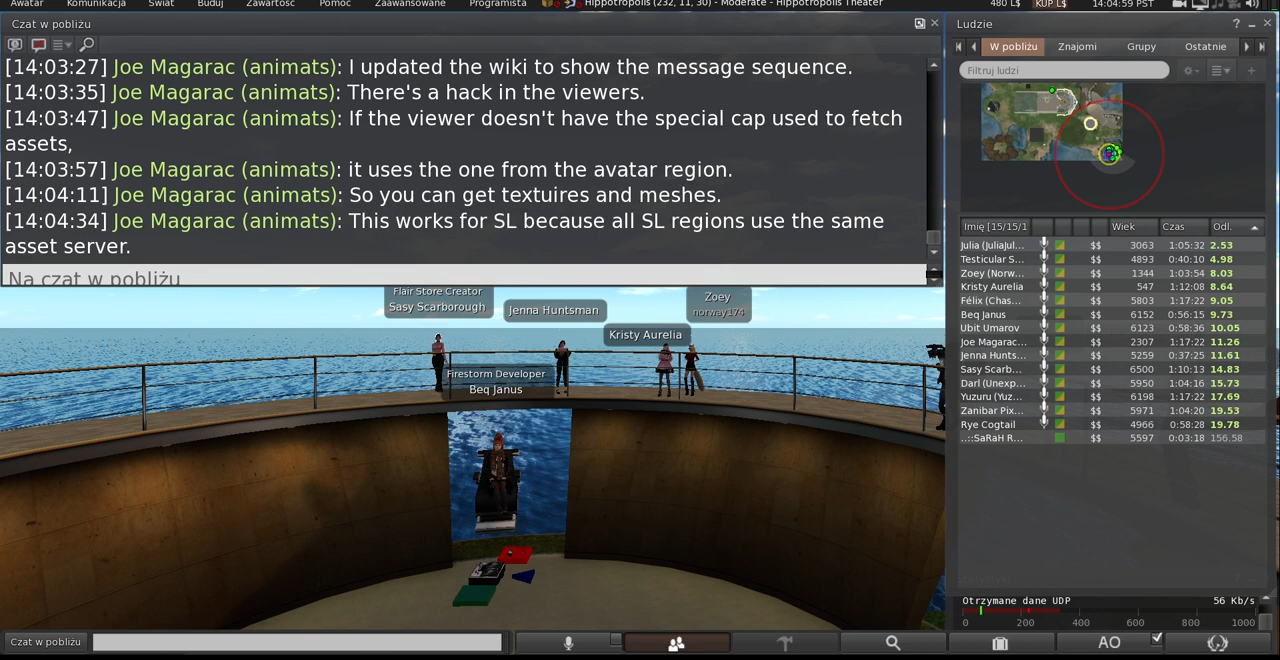 Awatar Komunikacja Świat Buduj Zawartość Pomoc Zaawansowane Programista Hippotropolis (232, 11, 30) - Moderate - Hippotropolis Theater 480 L$ KUP L$ 14:04:59 PST
Czat w pobliżu
[14:03:27] Joe Magarac (animats): I updated the wiki to show the message sequence.
[14:03:35] Joe Magarac (animats): There's a hack in the viewers.
[14:03:47] Joe Magarac (animats): If the viewer doesn't have the special cap used to fetch
assets,
[14:03:57] Joe Magarac (animats): it uses the one from the avatar region.
[14:04:11] Joe Magarac (animats): So you can get textuires and meshes.
[14:04:34] Joe Magarac (animats): This works for SL because all SL regions use the same
asset server.
Na czat w pobliżu
Flair Store Creator
Sasy Scarborough
Jenna Huntsman
Zoey
norway174
Kristy Aurelia
Firestorm Developer
Beq Janus
Ludzie
W pobliżu Znajomi Grupy Ostatnie
Filtruj ludzi
Imię [15/15/1 Wiek Czas Odl.
Julia (JuliaJul... $$ 3063 1:05:32 2.53
Testicular S... $$ 4893 0:40:10 4.98
Zoey (Norw... $$ 1344 1:03:54 8.03
Kristy Aurelia $$ 547 1:12:08 8.64
Félix (Chas... $$ 5803 1:17:22 9.05
Beq Janus $$ 6152 0:56:15 9.73
Ubit Umarov $$ 6123 0:58:36 10.05
Joe Magarac... $$ 2307 1:17:22 11.26
Jenna Hunts... $$ 5259 0:37:25 11.61
Sasy Scarb... $$ 6500 1:10:13 14.83
Darl (Unexp... $$ 5950 1:04:16 15.73
Yuzuru (Yuz... $$ 6198 1:17:22 17.69
Zanibar Pix... $$ 5971 1:04:20 19.53
Rye Cogtail $$ 4966 0:58:28 19.78
..::SaRaH R... $$ 5597 0:03:18 156.58
Otrzymane dane UDP 56 Kb/s
0 200 400 600 800 1000
Czat w pobliżu
AO